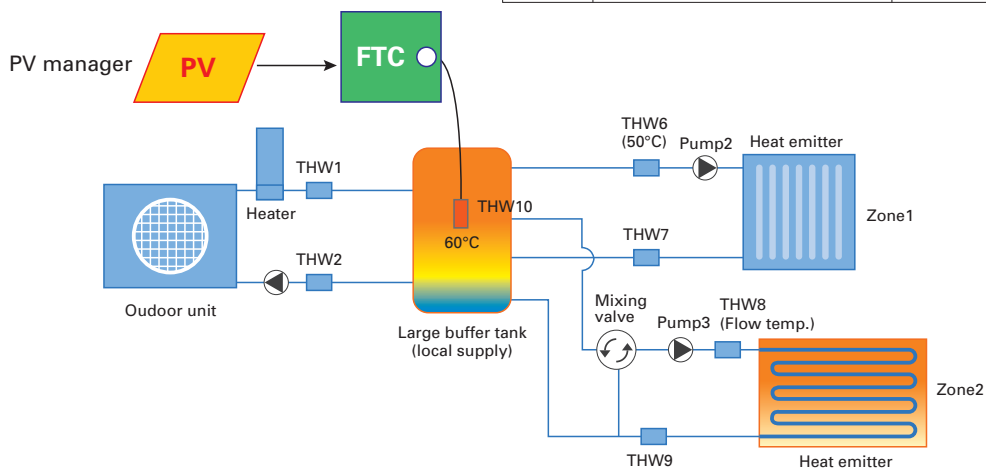 PV manager
PV
FTC
THW6
(50°C)
Pump2
Heat emitter
THW1
Heater
THW10
60°C
Zone1
THW7
THW2
Oudoor unit
Large buffer tank
(local supply)
Mixing
valve
Pump3
THW8
(Flow temp.)
Zone2
THW9
Heat emitter